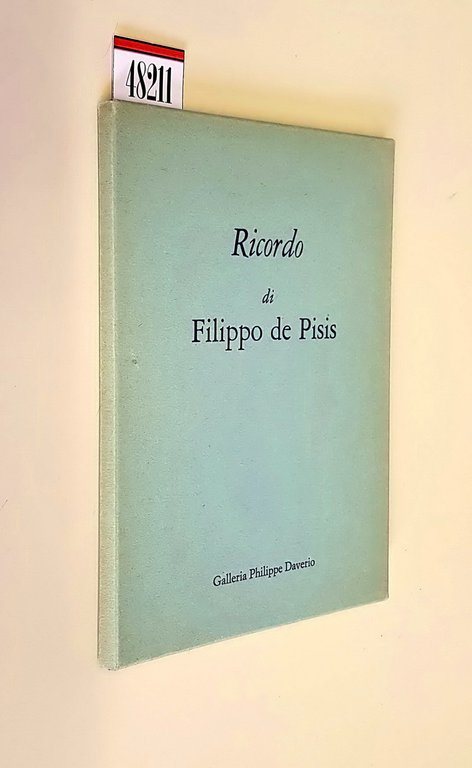 48211
Ricordo
di
Filippo de Pisis
Galleria Philippe Daverio